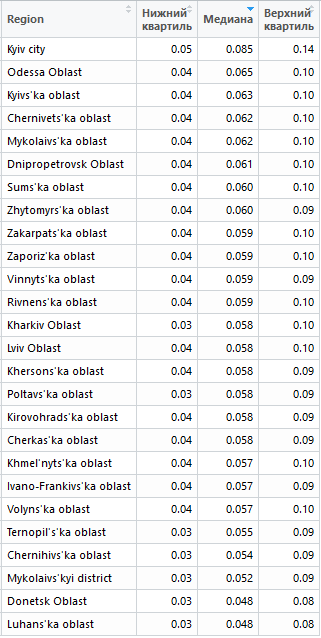 Region Нижний квартиль Медиана Верхний квартиль
Kyiv city 0.05 0.085 0.14
Odessa Oblast 0.04 0.065 0.10
Kyivs'ka oblast 0.04 0.063 0.10
Chernivets'ka oblast 0.04 0.062 0.10
Mykolaivs'ka oblast 0.04 0.062 0.10
Dnipropetrovsk Oblast 0.04 0.061 0.10
Sums'ka oblast 0.04 0.060 0.10
Zhytomyrs'ka oblast 0.04 0.060 0.09
Zakarpats'ka oblast 0.04 0.059 0.10
Zaporiz'ka oblast 0.04 0.059 0.10
Vinnyts'ka oblast 0.04 0.059 0.09
Rivnens'ka oblast 0.04 0.059 0.10
Kharkiv Oblast 0.03 0.058 0.10
Lviv Oblast 0.04 0.058 0.10
Khersons'ka oblast 0.04 0.058 0.09
Poltavs'ka oblast 0.03 0.058 0.09
Kirovohrads'ka oblast 0.04 0.058 0.09
Cherkas'ka oblast 0.04 0.058 0.09
Khmel'nyts'ka oblast 0.04 0.057 0.10
Ivano-Frankivs'ka oblast 0.04 0.057 0.09
Volyns'ka oblast 0.04 0.057 0.10
Ternopil's'ka oblast 0.03 0.055 0.09
Chernihivs'ka oblast 0.03 0.054 0.09
Mykolaivs'kyi district 0.03 0.052 0.09
Donetsk Oblast 0.03 0.048 0.08
Luhans'ka oblast 0.03 0.048 0.08